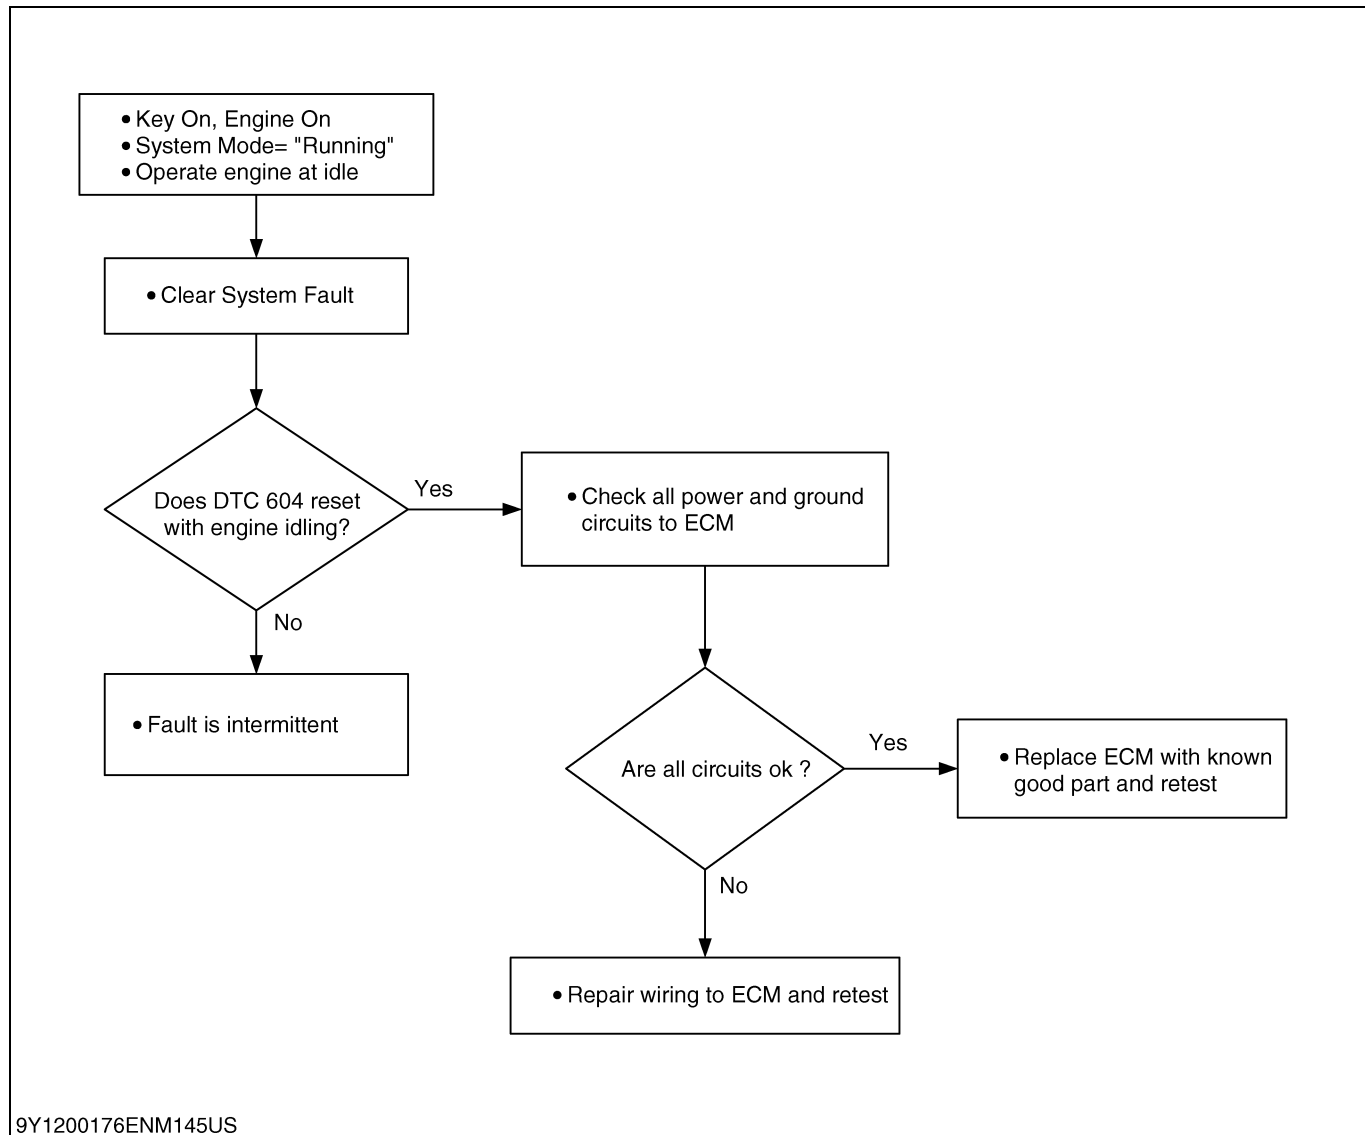 • Key On, Engine On
• System Mode= "Running"
• Operate engine at idle
• Clear System Fault
Does DTC 604 reset
with engine idling?
Yes
• Check all power and ground
circuits to ECM
No
• Fault is intermittent
Are all circuits ok ?
Yes
• Replace ECM with known
good part and retest
No
• Repair wiring to ECM and retest
9Y1200176ENM145US